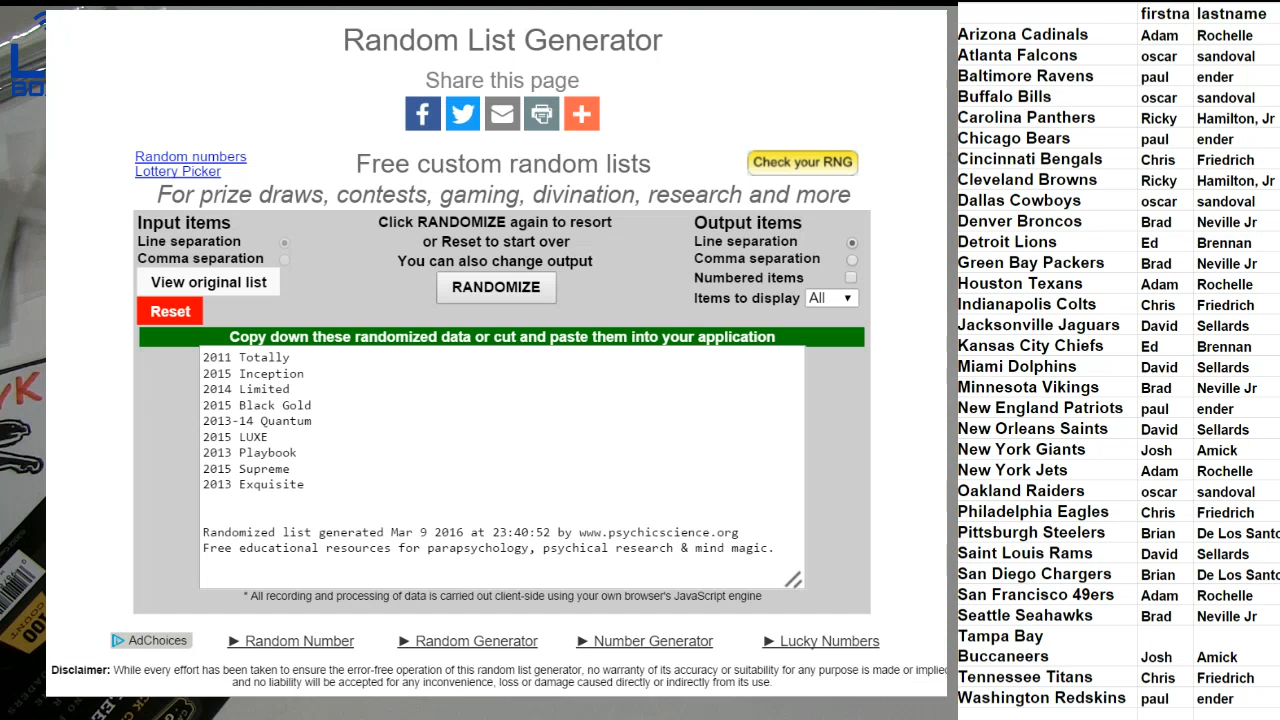 Random List Generator
Share this page
Random numbers
Lottery Picker
Free custom random lists
Check your RNG
For prize draws, contests, gaming, divination, research and more
Input items
Line separation
Comma separation
View original list
Reset
Click RANDOMIZE again to resort
or Reset to start over
You can also change output
RANDOMIZE
Output items
Line separation
Comma separation
Numbered items
Items to display All
Copy down these randomized data or cut and paste them into your application
2011 Totally
2015 Inception
2014 Limited
2015 Black Gold
2013-14 Quantum
2015 LUXE
2013 Playbook
2015 Supreme
2013 Exquisite
Randomized list generated Mar 9 2016 at 23:40:52 by www.psychicscience.org
Free educational resources for parapsychology, psychical research & mind magic.
* All recording and processing of data is carried out client-side using your own browser's JavaScript engine
AdChoices
► Random Number
► Random Generator
► Number Generator
► Lucky Numbers
Disclaimer: While every effort has been taken to ensure the error-free operation of this random list generator, no warranty of its accuracy or suitability for any purpose is made or implied
and no liability will be accepted for any inconvenience, loss or damage caused directly or indirectly from its use.
firstna lastname
Arizona Cadinals Adam Rochelle
Atlanta Falcons oscar sandoval
Baltimore Ravens paul ender
Buffalo Bills oscar sandoval
Carolina Panthers Ricky Hamilton, Jr
Chicago Bears paul ender
Cincinnati Bengals Chris Friedrich
Cleveland Browns Ricky Hamilton, Jr
Dallas Cowboys oscar sandoval
Denver Broncos Brad Neville Jr
Detroit Lions Ed Brennan
Green Bay Packers Brad Neville Jr
Houston Texans Adam Rochelle
Indianapolis Colts Chris Friedrich
Jacksonville Jaguars David Sellards
Kansas City Chiefs Ed Brennan
Miami Dolphins David Sellards
Minnesota Vikings Brad Neville Jr
New England Patriots paul ender
New Orleans Saints David Sellards
New York Giants Josh Amick
New York Jets Adam Rochelle
Oakland Raiders oscar sandoval
Philadelphia Eagles Chris Friedrich
Pittsburgh Steelers Brian De Los Santo
Saint Louis Rams David Sellards
San Diego Chargers Brian De Los Santo
San Francisco 49ers Adam Rochelle
Seattle Seahawks Brad Neville Jr
Tampa Bay
Buccaneers Josh Amick
Tennessee Titans Chris Friedrich
Washington Redskins paul ender